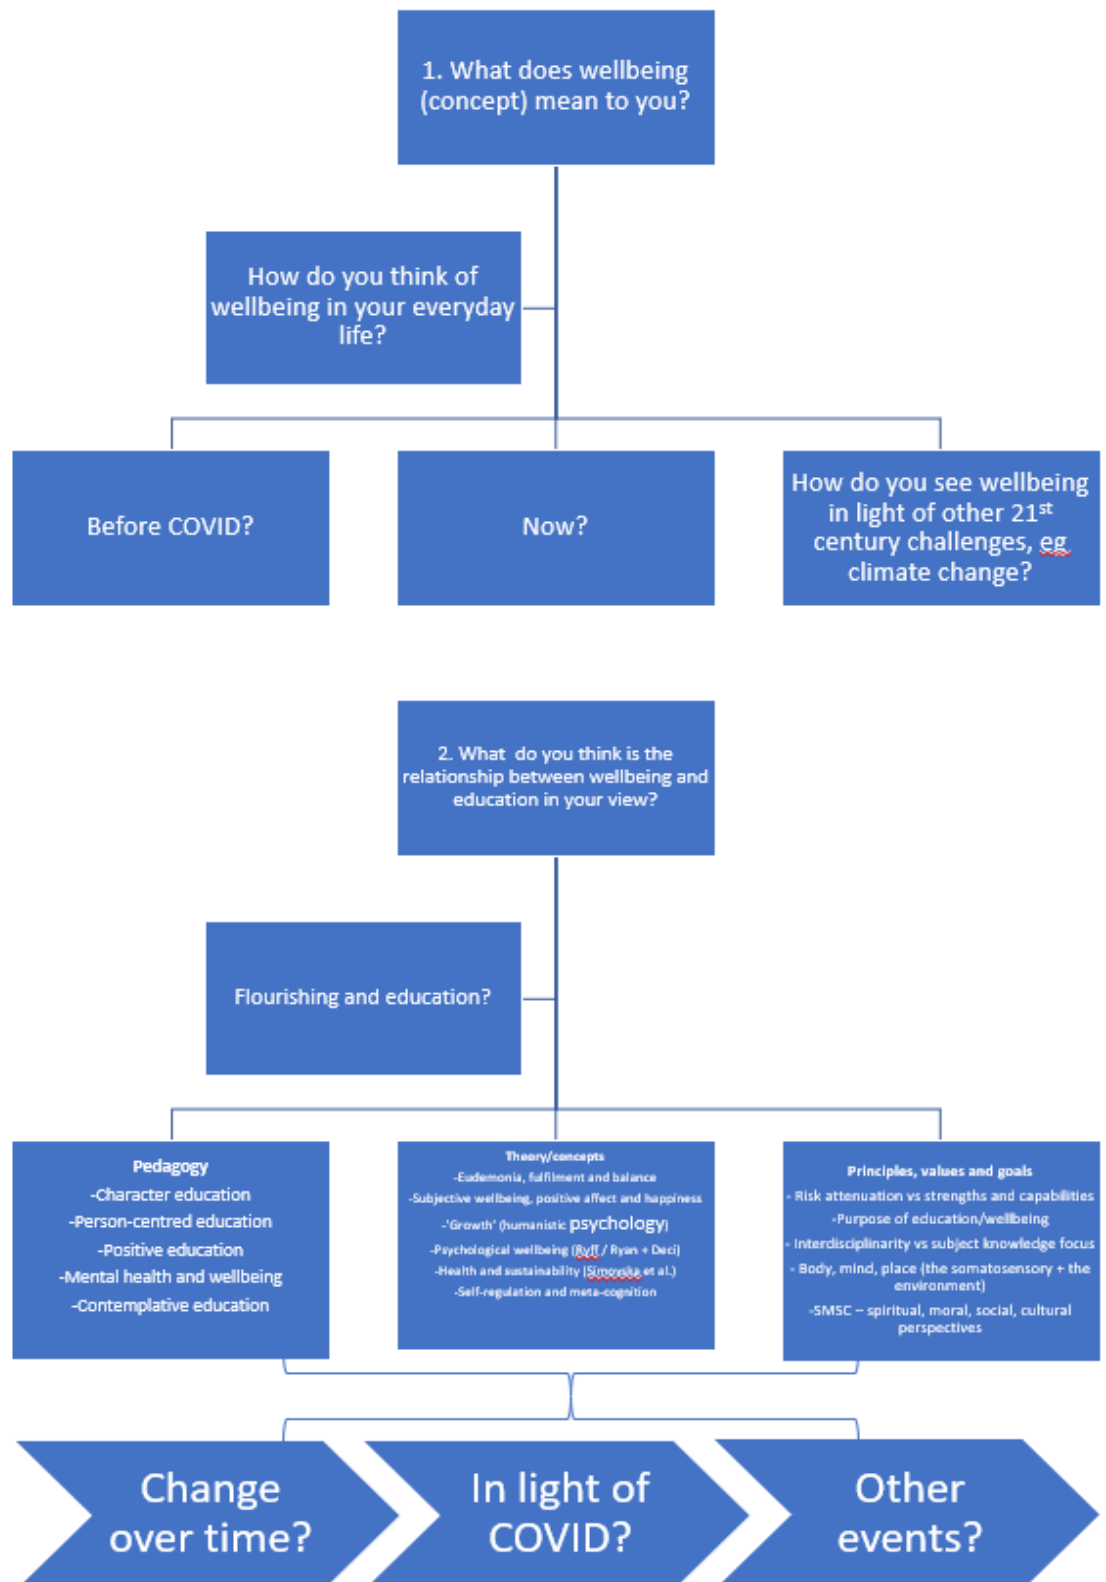 1. What does wellbeing
(concept) mean to you?
How do you think of
wellbeing in your everyday
life?
Before COVID?
Now?
How do you see wellbeing
in light of other 21st
century challenges, eg
climate change?
2. What do you think is the
relationship between wellbeing and
education in your view?
Flourishing and education?
Pedagogy
-Character education
-Person-centred education
-Positive education
-Mental health and wellbeing
-Contemplative education
Theory/concepts
-Eudemonia, fulfilment and balance
-Subjective wellbeing, positive affect and happiness
-'Growth' (humanistic psychology)
-Psychological wellbeing (Ryff / Ryan + Deci)
-Health and sustainability (Simovska et al.)
-Self-regulation and meta-cognition
Principles, values and goals
- Risk attenuation vs strengths and capabilities
-Purpose of education/wellbeing
- Interdisciplinarity vs subject knowledge focus
- Body, mind, place (the somatosensory + the
environment)
-SMSC – spiritual, moral, social, cultural
perspectives
Change
over time?
In light of
COVID?
Other
events?